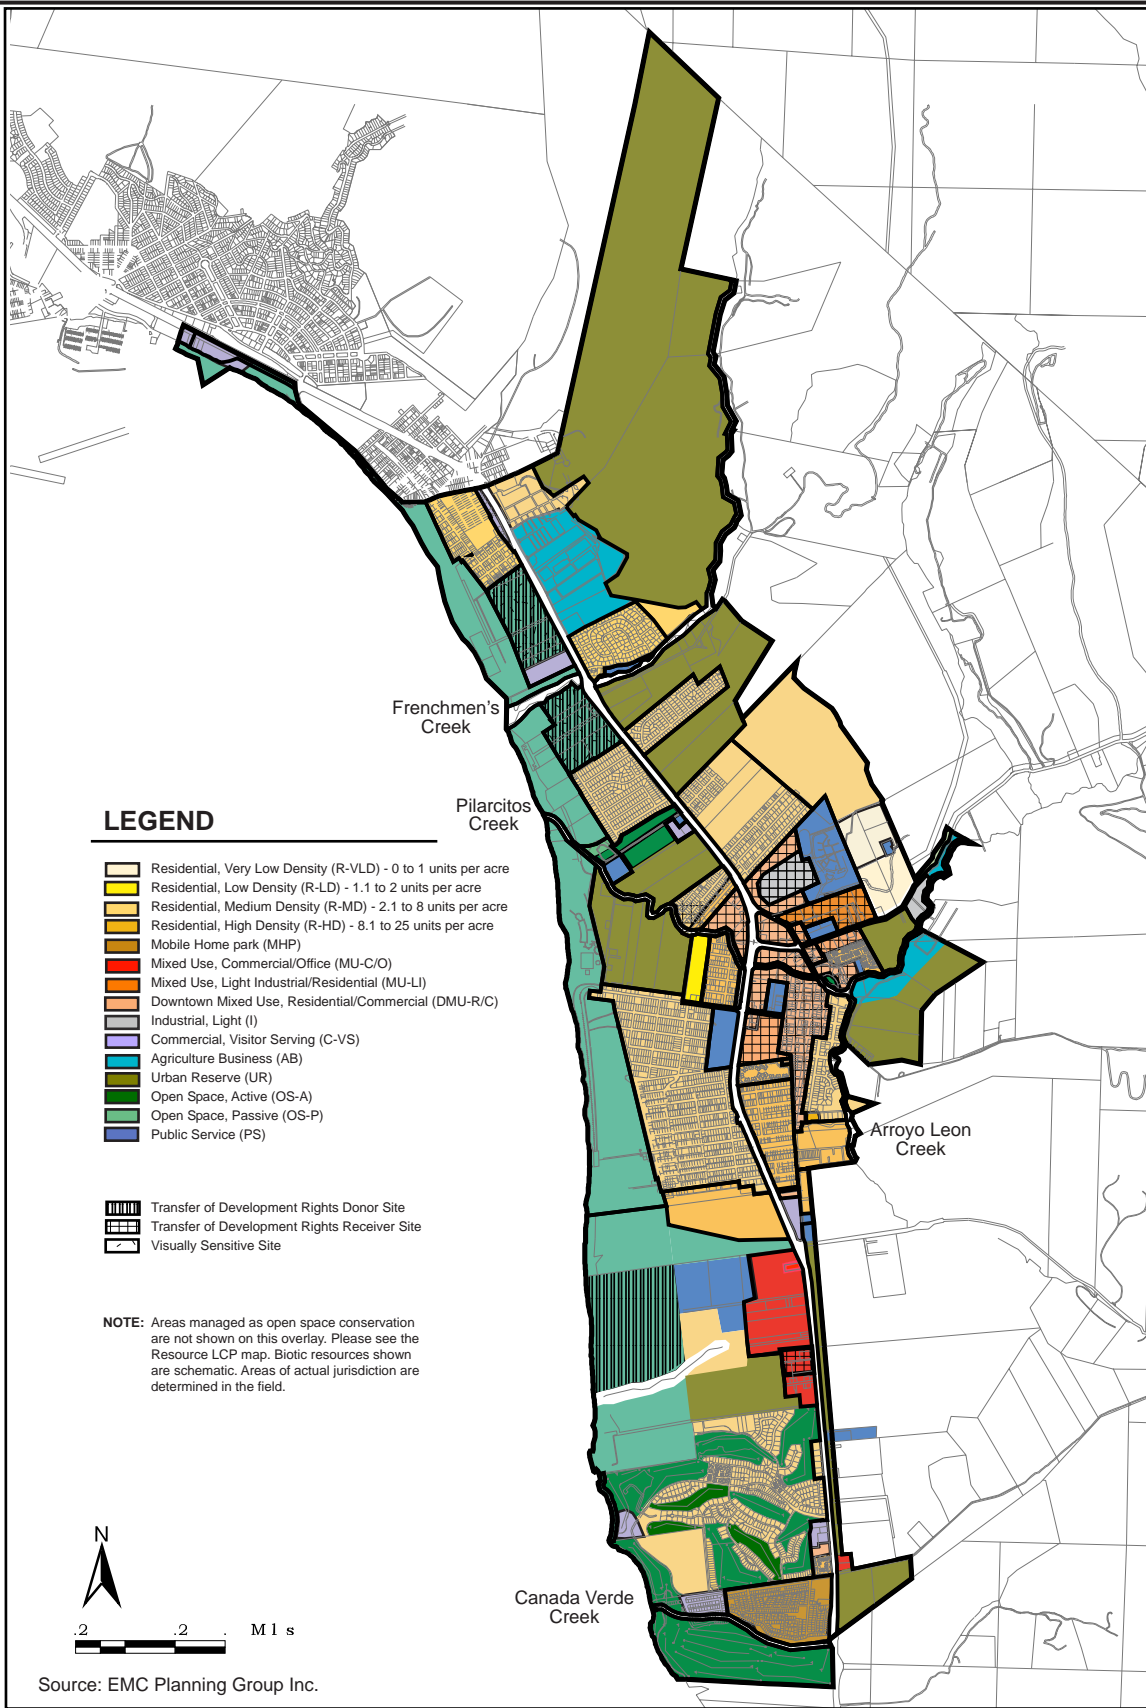 Frenchmen's
Creek
Pilarcitos
Creek
LEGEND
Residential, Very Low Density (R-VLD) - 0 to 1 units per acre
Residential, Low Density (R-LD) - 1.1 to 2 units per acre
Residential, Medium Density (R-MD) - 2.1 to 8 units per acre
Residential, High Density (R-HD) - 8.1 to 25 units per acre
Mobile Home park (MHP)
Mixed Use, Commercial/Office (MU-C/O)
Mixed Use, Light Industrial/Residential (MU-LI)
Downtown Mixed Use, Residential/Commercial (DMU-R/C)
Industrial, Light (I)
Commercial, Visitor Serving (C-VS)
Agriculture Business (AB)
Urban Reserve (UR)
Open Space, Active (OS-A)
Open Space, Passive (OS-P)
Public Service (PS)
Arroyo Leon
Creek
Transfer of Development Rights Donor Site
Transfer of Development Rights Receiver Site
Visually Sensitive Site
NOTE: Areas managed as open space conservation
are not shown on this overlay. Please see the
Resource LCP map. Biotic resources shown
are schematic. Areas of actual jurisdiction are
determined in the field.
N
Canada Verde
Creek
.2 .2 . M1 s
Source: EMC Planning Group Inc.